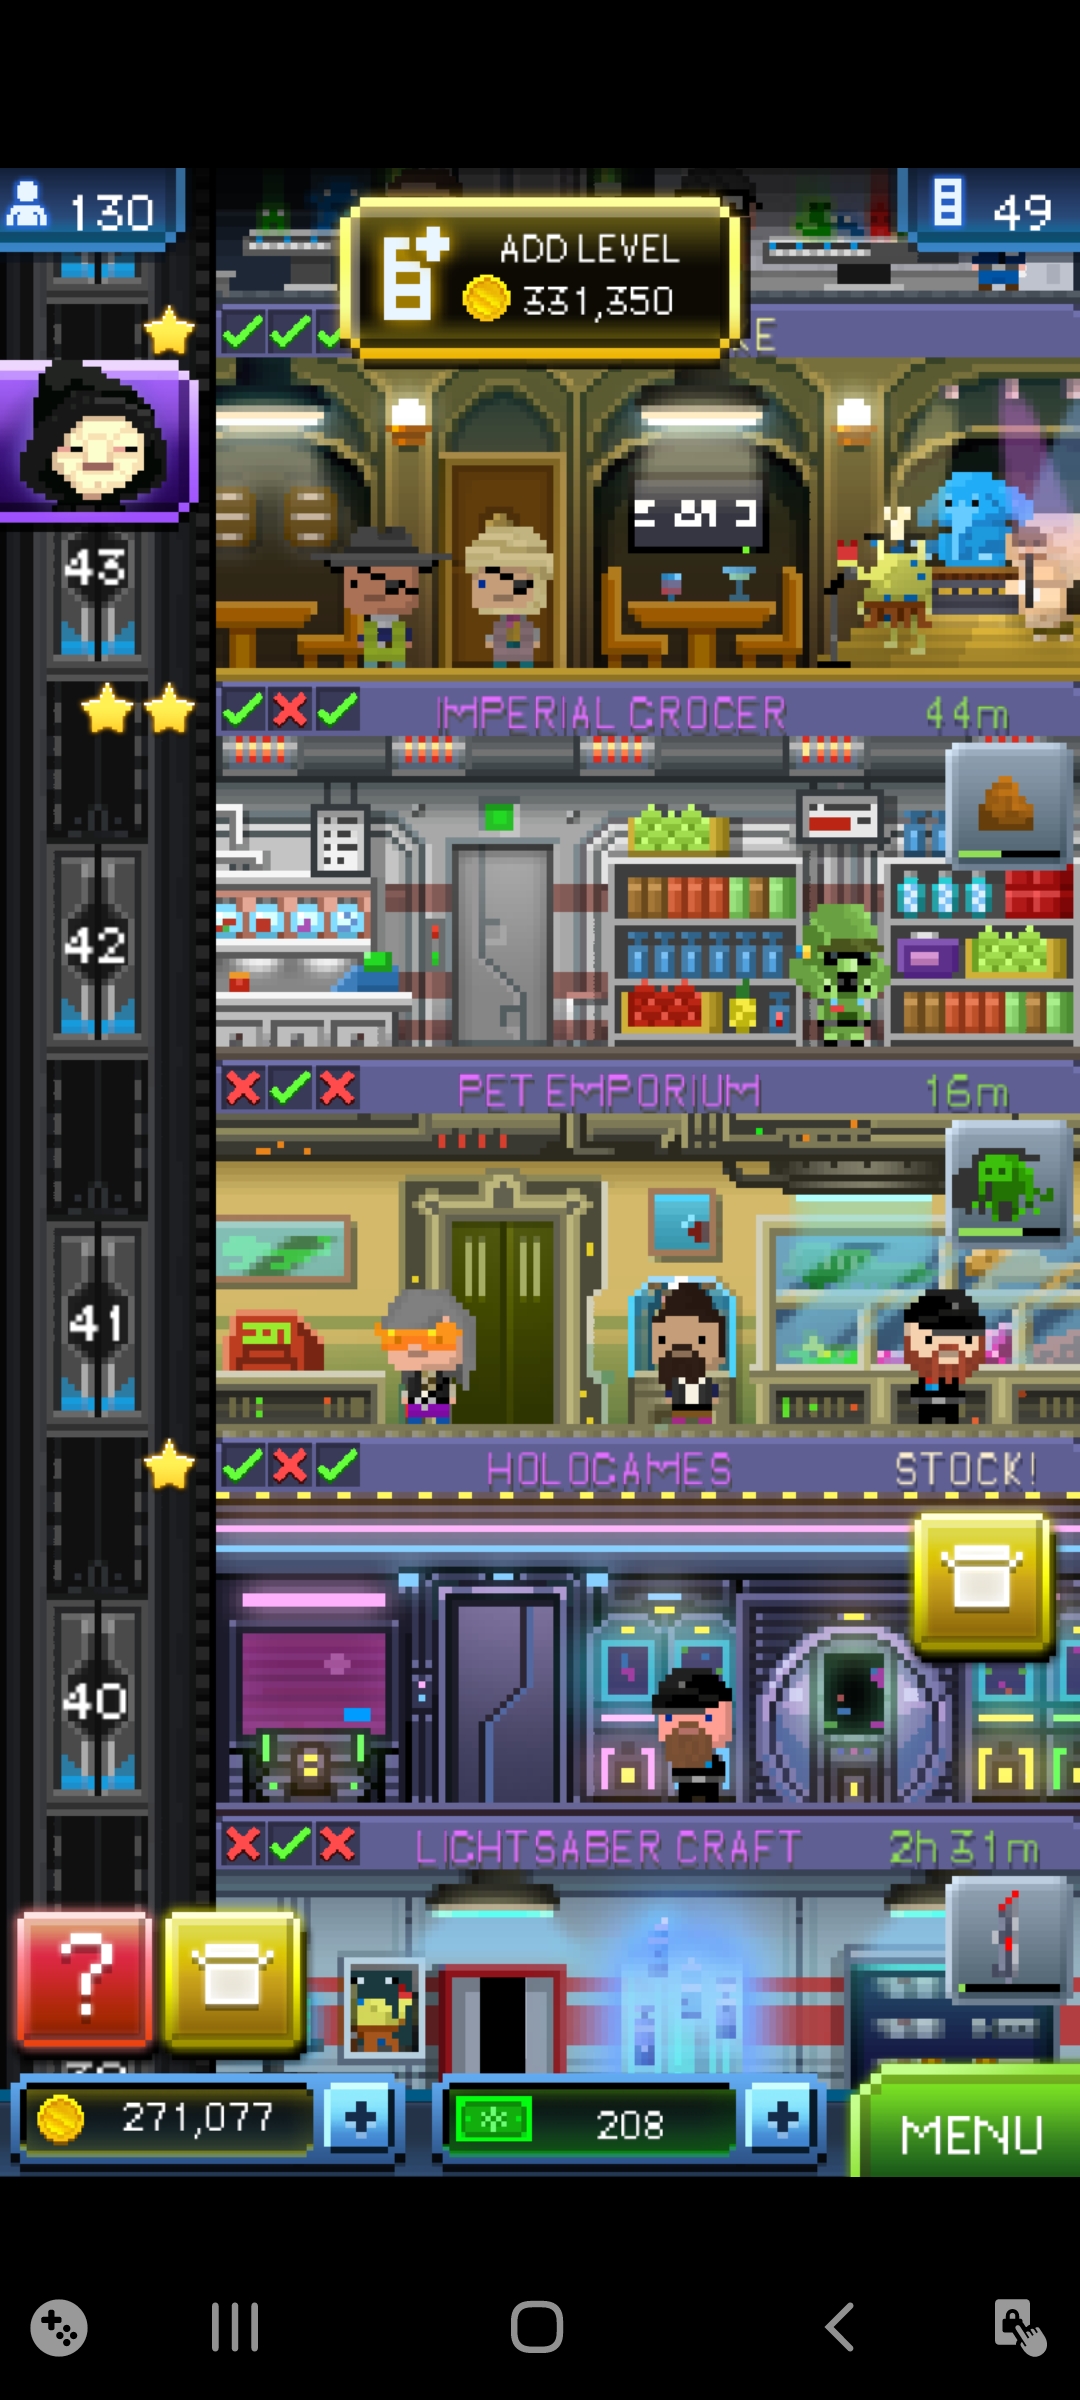 130
49
ADD LEVEL
331,350
KE
43
IMPERIAL GROCER 44m
42
PET EMPORIUM 16m
41
HOLOGAMES STOCK!
40
LIGHTSABER CRAFT 2h 31m
?
271,077 +
208 +
MENU